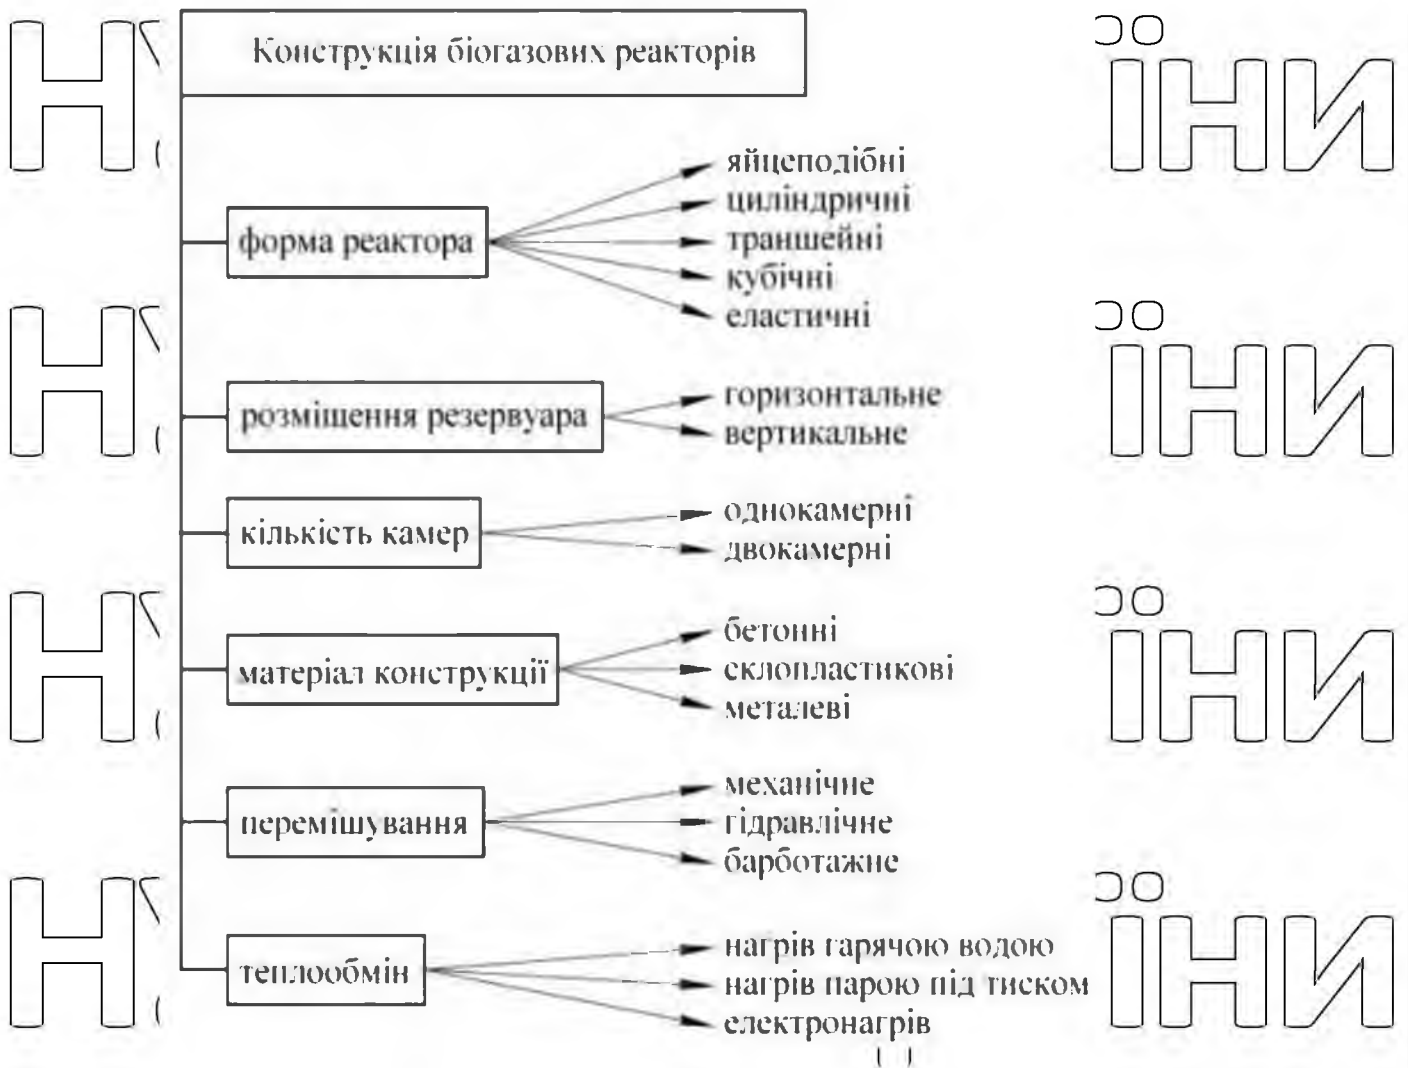 Конструкція біогазових реакторів
форма реактора
яйцеподібні
циліндричні
траншейні
кубічні
еластичні
розміщення резервуара
горизонтальне
вертикальне
кількість камер
однокамерні
двокамерні
матеріал конструкції
бетонні
склопластикові
металеві
перемішування
механічне
гідравлічне
барботажне
теплообмін
нагрів гарячою водою
нагрів парою під тиском
електронагрів